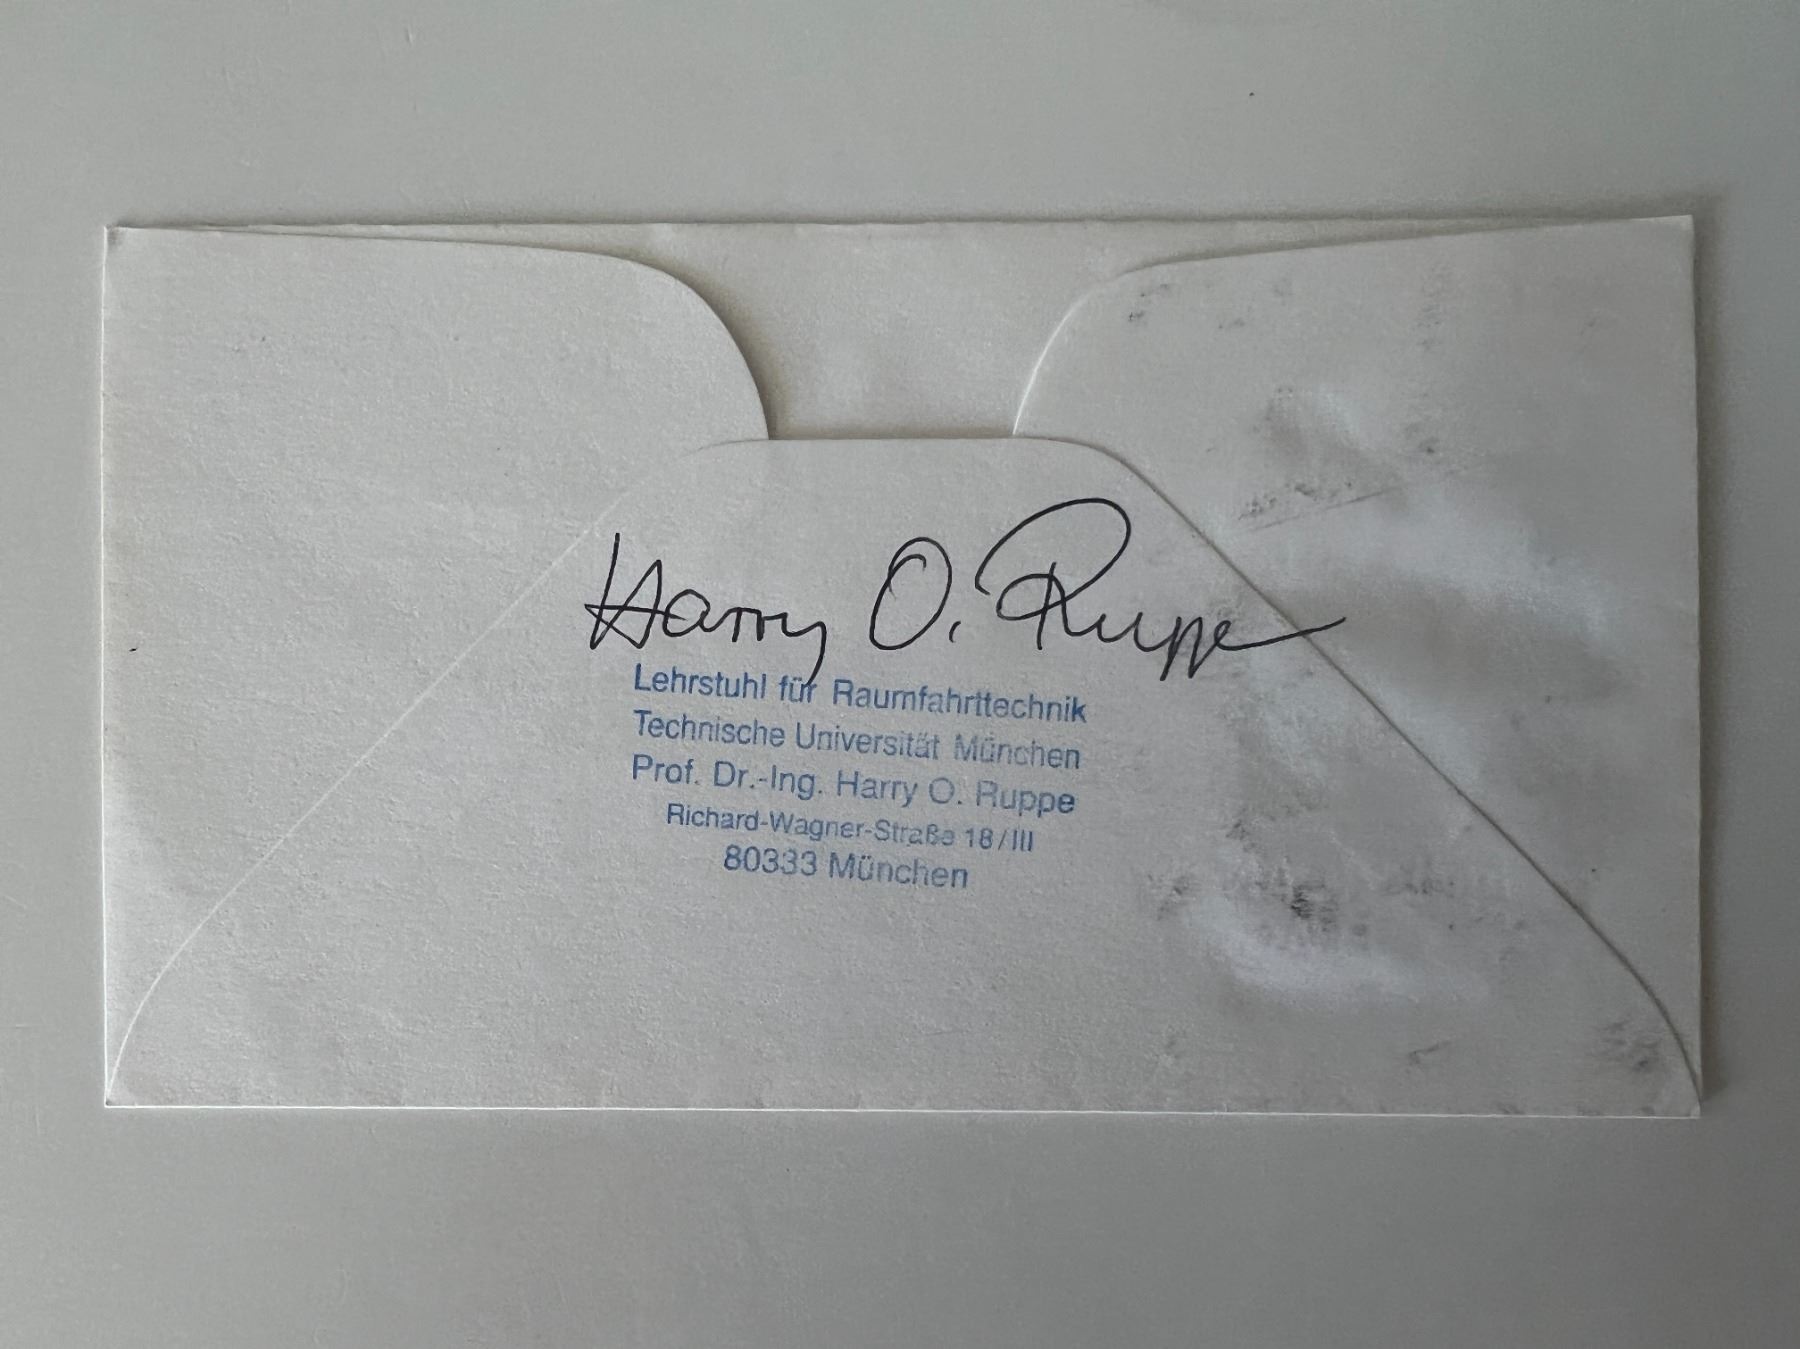 Harry O. Ruppe
Lehrstuhl für Raumfahrttechnik
Technische Universität München
Prof. Dr.-Ing. Harry O. Ruppe
Richard-Wagner-Straße 18/III
80333 München